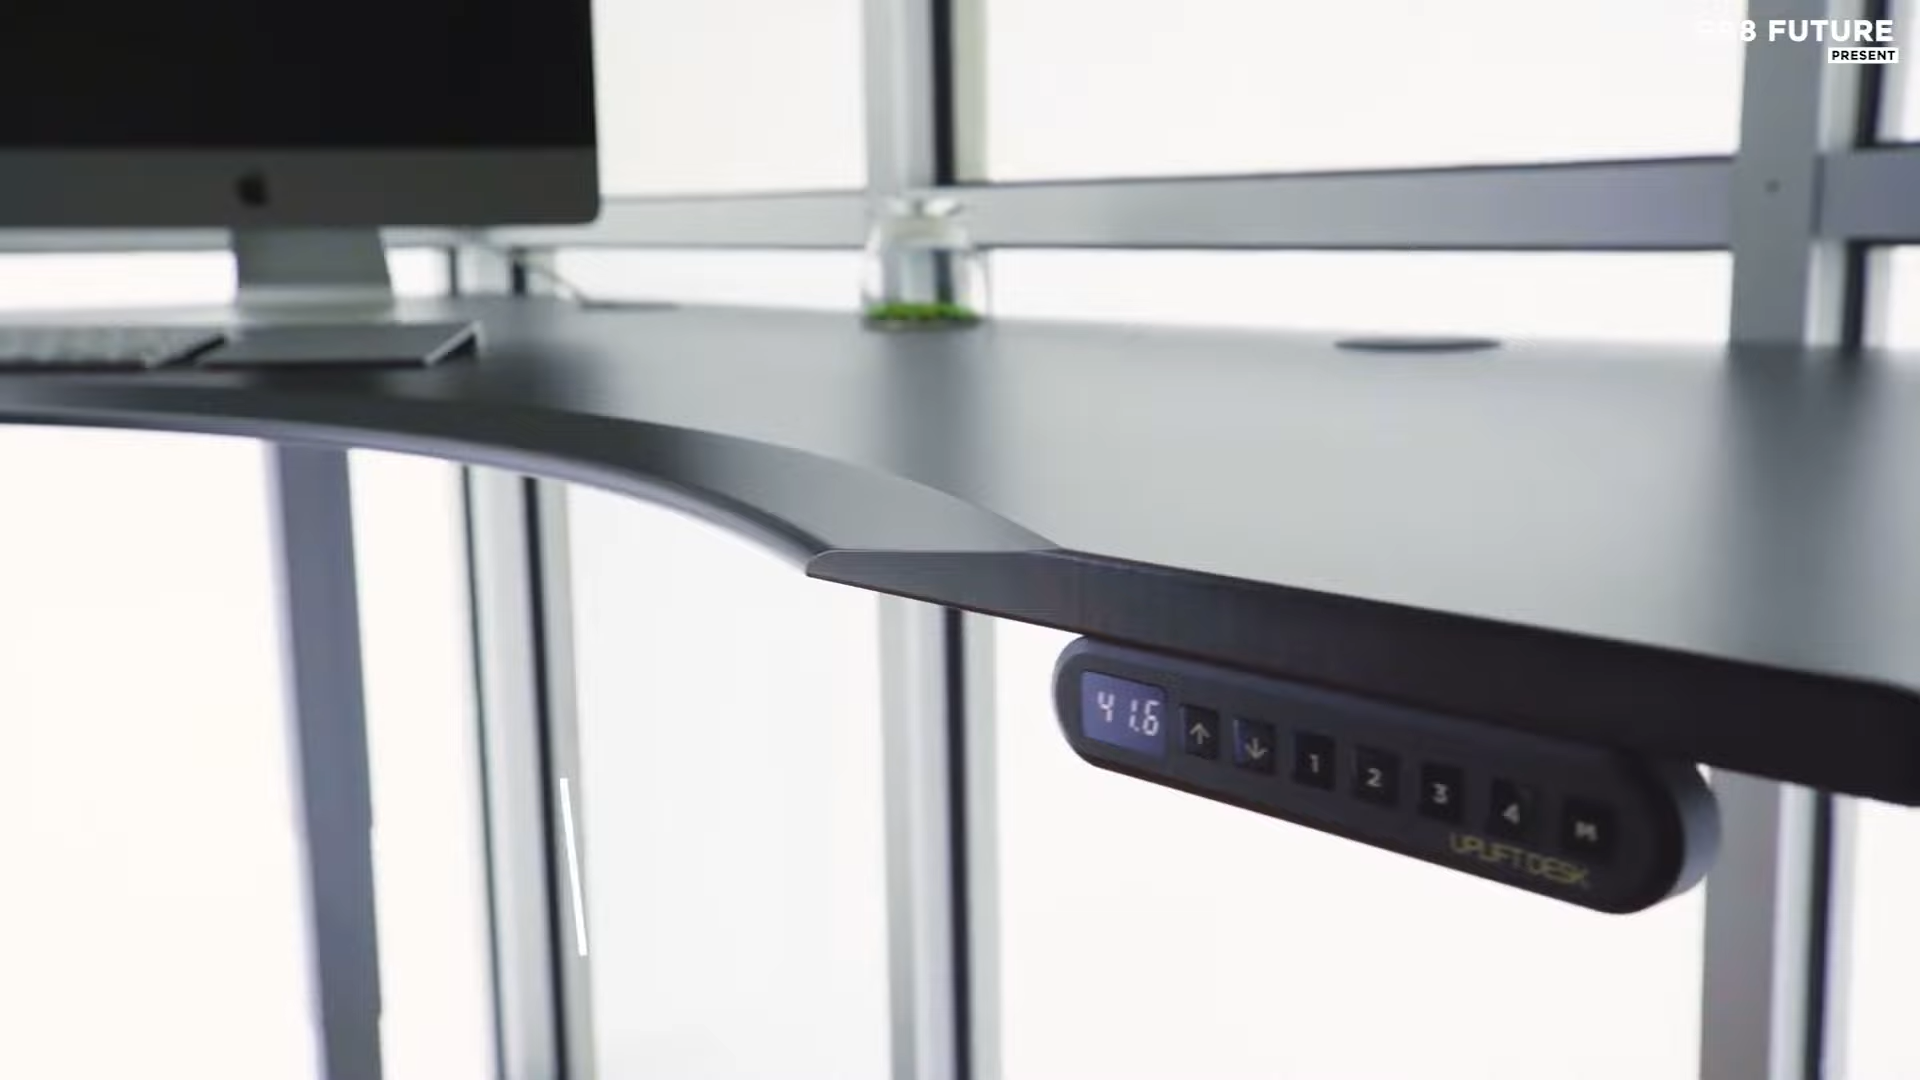 FUTURE
PRESENT
41.6
↑ ↓ 1 2 3 4 M
UPLIFT DESK